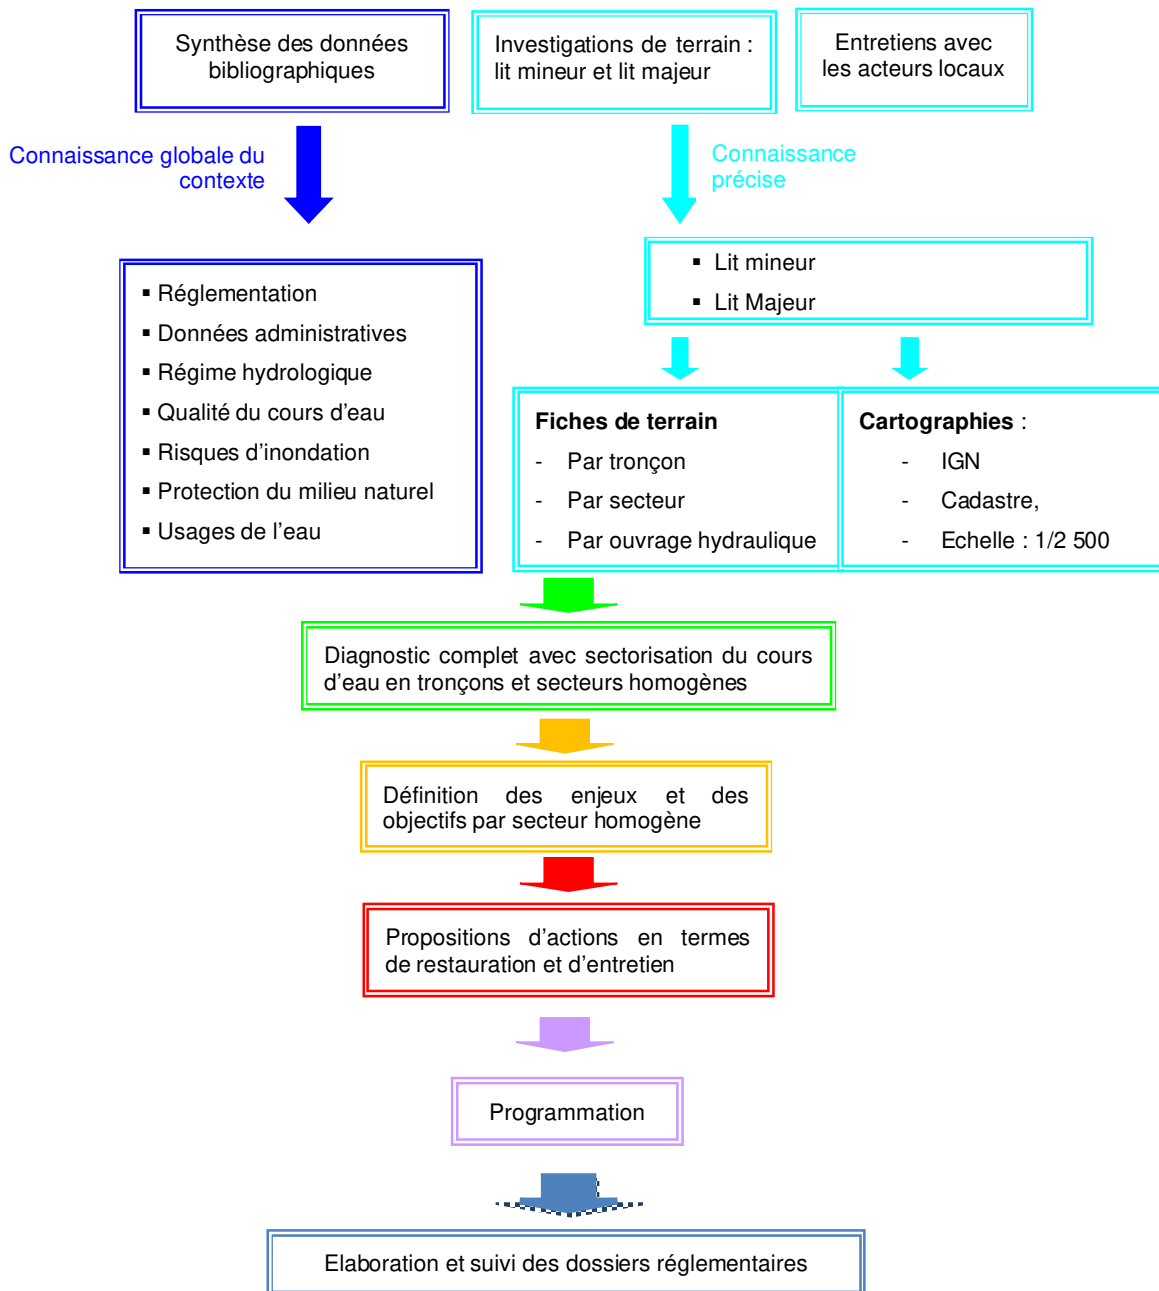 Synthèse des données
bibliographiques
Investigations de terrain :
lit mineur et lit majeur
Entretiens avec
les acteurs locaux
Connaissance globale du
contexte
Connaissance
précise
▪ Réglementation
▪ Données administratives
▪ Régime hydrologique
▪ Qualité du cours d’eau
▪ Risques d’inondation
▪ Protection du milieu naturel
▪ Usages de l’eau
▪ Lit mineur
▪ Lit Majeur
Fiches de terrain
- Par tronçon
- Par secteur
- Par ouvrage hydraulique
Cartographies :
- IGN
- Cadastre,
- Echelle : 1/2 500
Diagnostic complet avec sectorisation du cours
d’eau en tronçons et secteurs homogènes
Définition des enjeux et des
objectifs par secteur homogène
Propositions d’actions en termes
de restauration et d’entretien
Programmation
Elaboration et suivi des dossiers réglementaires